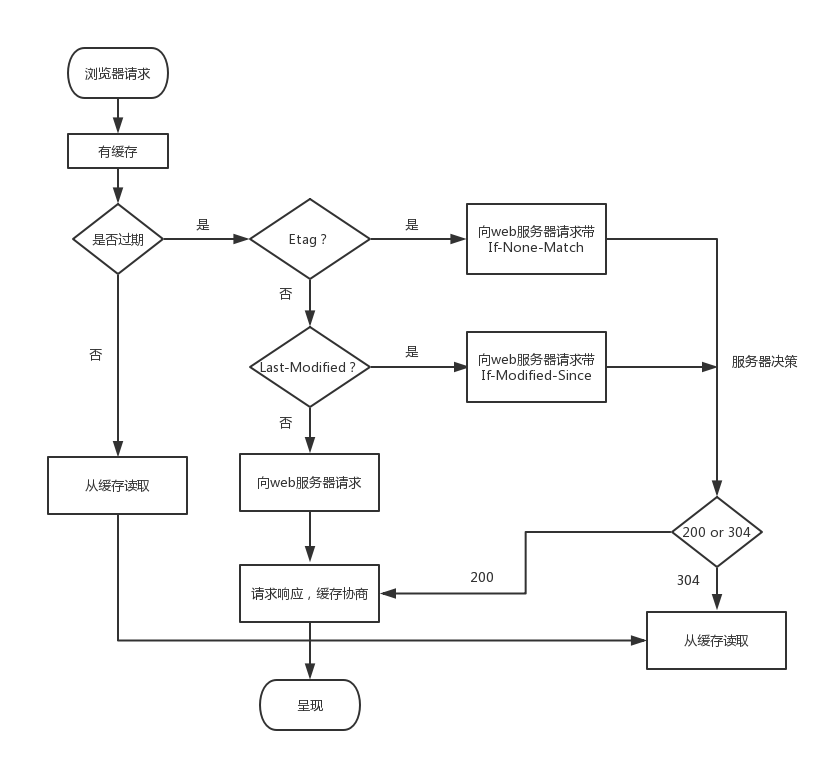 浏览器请求
有缓存
是否过期
是
Etag？
是
向web服务器请求带
If-None-Match
否
否
Last-Modified？
是
向web服务器请求带
If-Modified-Since
服务器决策
否
从缓存读取
向web服务器请求
200 or 304
200
304
请求响应，缓存协商
从缓存读取
呈现